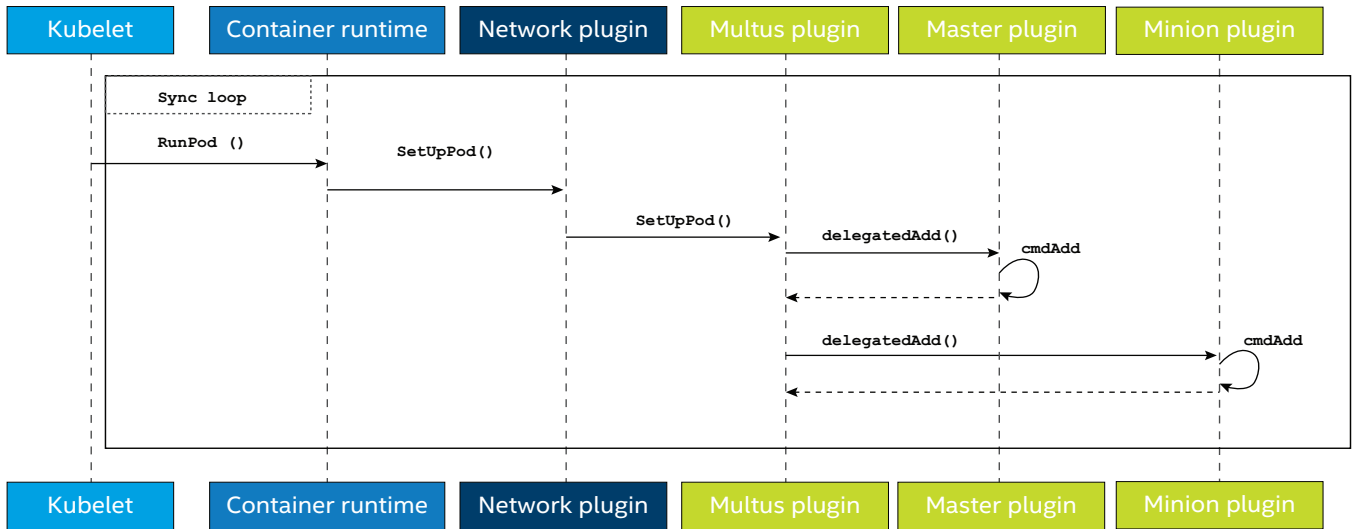 Kubelet
Container runtime
Network plugin
Multus plugin
Master plugin
Minion plugin
Sync loop
RunPod ()
SetUpPod()
SetUpPod()
delegatedAdd()
cmdAdd
delegatedAdd()
cmdAdd
Kubelet
Container runtime
Network plugin
Multus plugin
Master plugin
Minion plugin